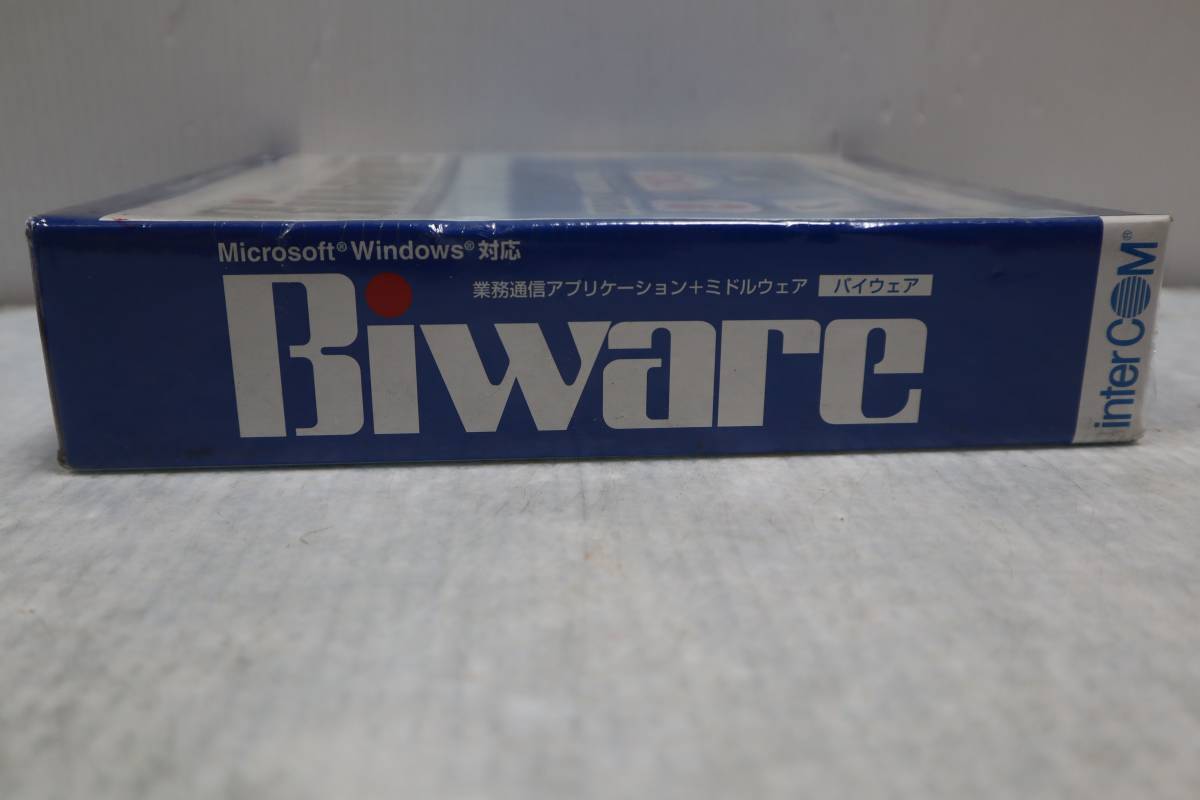 Microsoft® Windows® 対応
業務通信アプリケーション+ミドルウェア バイウェア
Biware
interCOM®